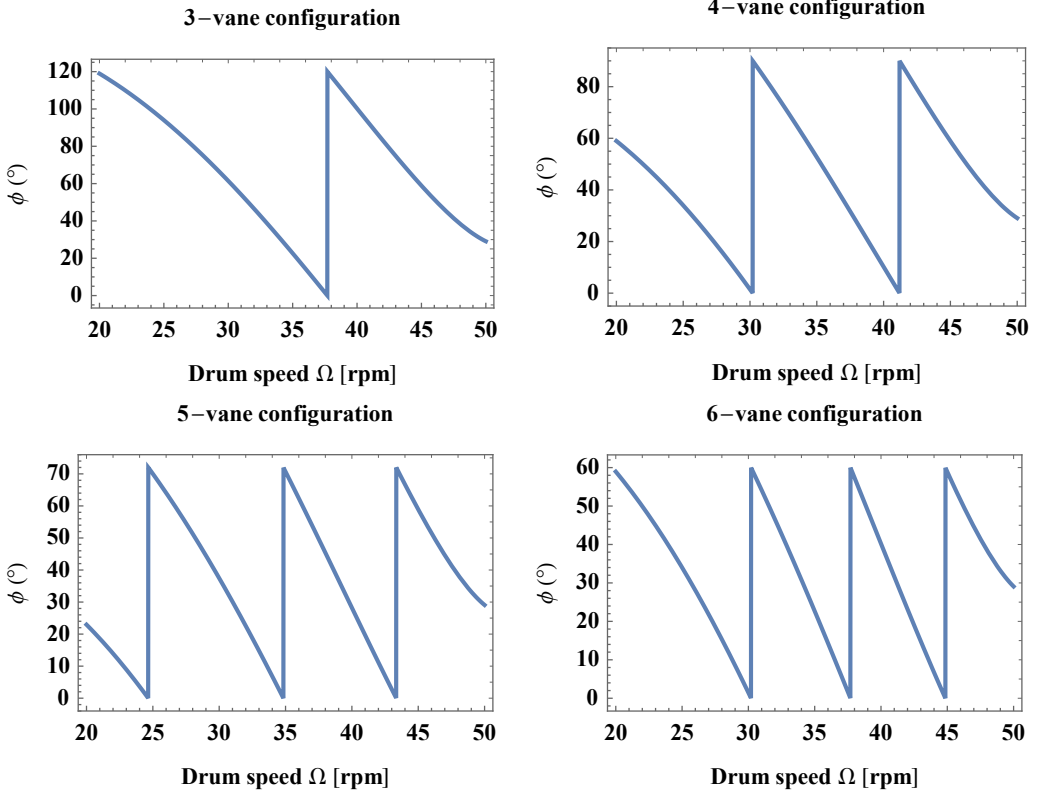 3−vane configuration
4−vane configuration
120
100
80
60
40
20
0
ϕ (°)
20 25 30 35 40 45 50
Drum speed Ω [rpm]
80
60
40
20
0
ϕ (°)
20 25 30 35 40 45 50
Drum speed Ω [rpm]
5−vane configuration
6−vane configuration
70
60
50
40
30
20
10
0
ϕ (°)
20 25 30 35 40 45 50
Drum speed Ω [rpm]
60
50
40
30
20
10
0
ϕ (°)
20 25 30 35 40 45 50
Drum speed Ω [rpm]